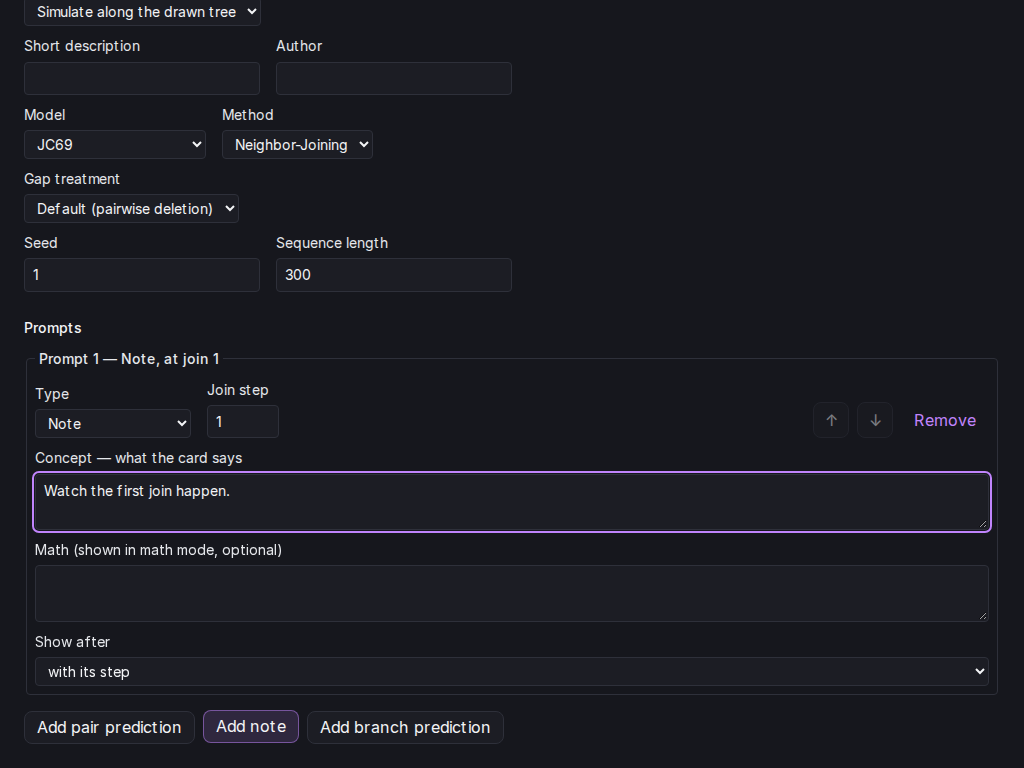 Simulate along the drawn tree
Short description Author
Model Method
JC69 Neighbor-Joining
Gap treatment
Default (pairwise deletion)
Seed Sequence length
1 300
Prompts
Prompt 1 — Note, at join 1
Type Join step
Note 1 ↑ ↓ Remove
Concept — what the card says
Watch the first join happen.
Math (shown in math mode, optional)
Show after
with its step
Add pair prediction Add note Add branch prediction